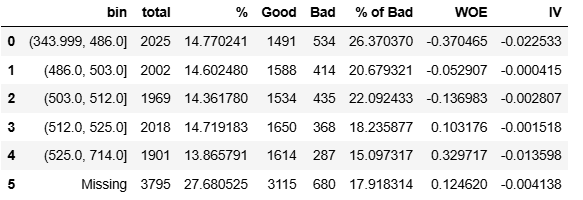 bin total % Good Bad % of Bad WOE IV
0 (343.999, 486.0] 2025 14.770241 1491 534 26.370370 -0.370465 -0.022533
1 (486.0, 503.0] 2002 14.602480 1588 414 20.679321 -0.052907 -0.000415
2 (503.0, 512.0] 1969 14.361780 1534 435 22.092433 -0.136983 -0.002807
3 (512.0, 525.0] 2018 14.719183 1650 368 18.235877 0.103176 -0.001518
4 (525.0, 714.0] 1901 13.865791 1614 287 15.097317 0.329717 -0.013598
5 Missing 3795 27.680525 3115 680 17.918314 0.124620 -0.004138